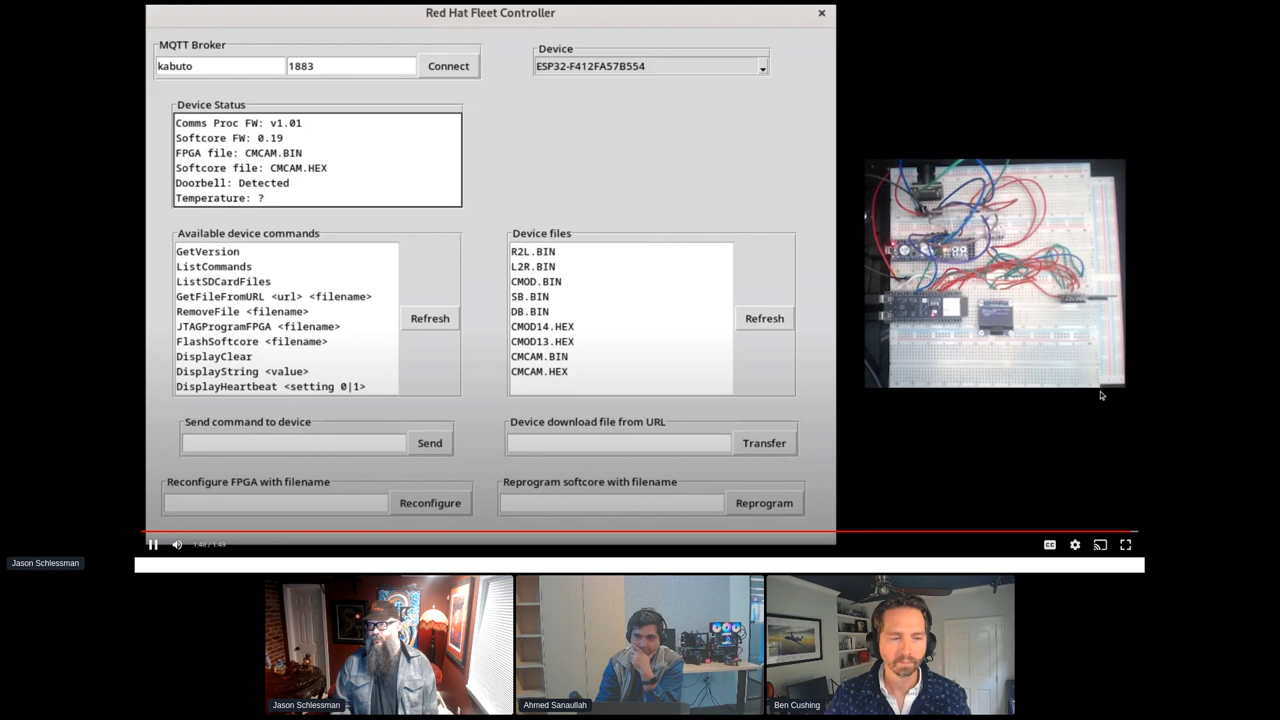 Red Hat Fleet Controller
MQTT Broker
kabuto
1883
Connect
Device
ESP32-F412FA57B554
Device Status
Comms Proc FW: v1.01
Softcore FW: 0.19
FPGA file: CMCAM.BIN
Softcore file: CMCAM.HEX
Doorbell: Detected
Temperature: ?
Available device commands
GetVersion
ListCommands
ListSDCardFiles
GetFileFromURL <url> <filename>
RemoveFile <filename>
JTAGProgramFPGA <filename>
FlashSoftcore <filename>
DisplayClear
DisplayString <value>
DisplayHeartbeat <setting 0|1>
Refresh
Device files
R2L.BIN
L2R.BIN
CMOD.BIN
SB.BIN
DB.BIN
CMOD14.HEX
CMOD13.HEX
CMCAM.BIN
CMCAM.HEX
Refresh
Send command to device
Send
Device download file from URL
Transfer
Reconfigure FPGA with filename
Reconfigure
Reprogram softcore with filename
Reprogram
1:48 / 1:49
CC
Jason Schlessman
Jason Schlessman
Ahmed Sanaullah
Ben Cushing